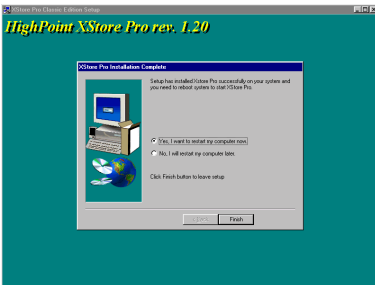 XStore Pro Classic Edition Setup
HighPoint XStore Pro rev. 1.20
XStore Pro Installation Complete
Setup has installed Xstore Pro successfully on your system and
you need to reboot system to start XStore Pro.
Yes, I want to restart my computer now.
No, I will restart my computer later.
Click Finish button to leave setup
< Back
Finish